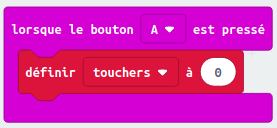 lorsque le bouton A est pressé
définir touchers à 0